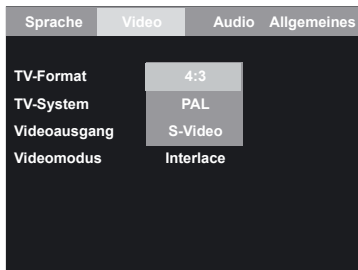 Sprache Video Audio Allgemeines
TV-Format 4:3
TV-System PAL
Videoausgang S-Video
Videomodus Interlace